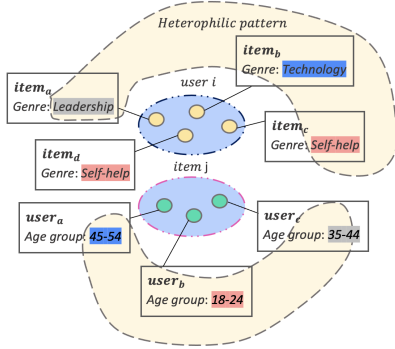 Heterophilic pattern
item_b
Genre: Technology
user i
item_a
Genre: Leadership
item_c
Genre: Self-help
item_d
Genre: Self-help
item j
user_a
Age group: 45-54
user_c
Age group: 35-44
user_b
Age group: 18-24